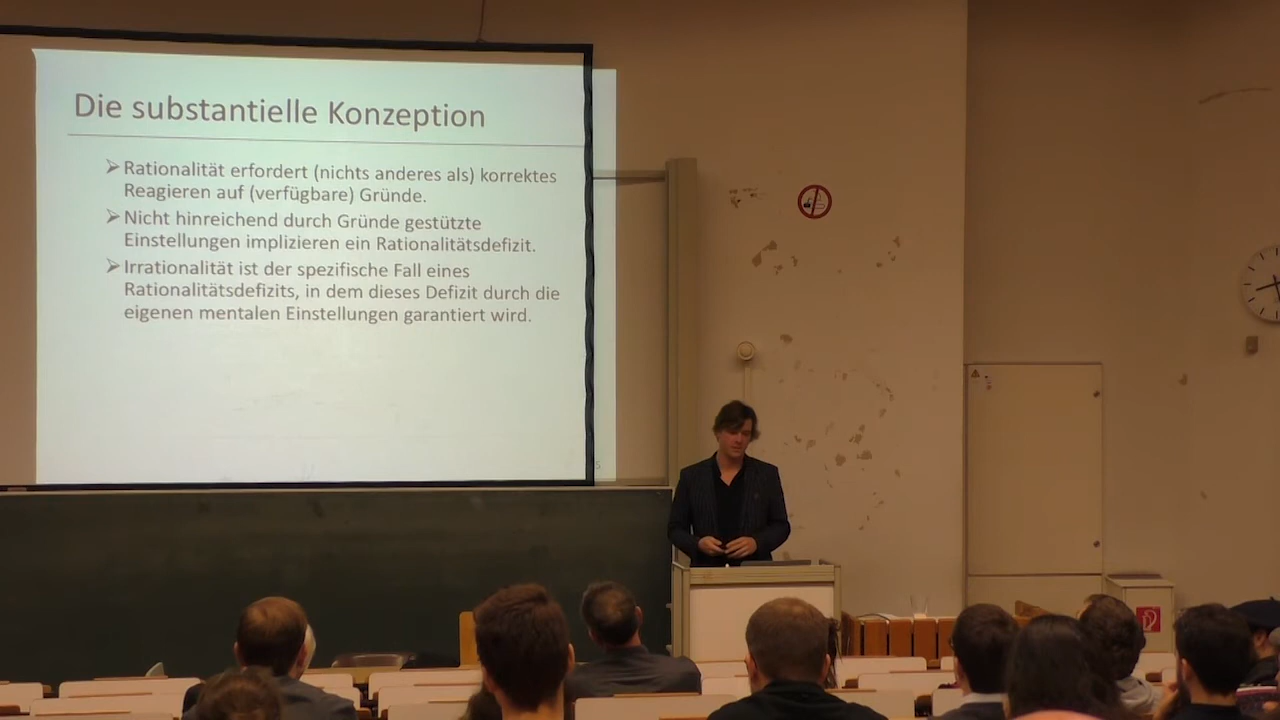 Die substantielle Konzeption
Rationalität erfordert (nichts anderes als) korrektes
Reagieren auf (verfügbare) Gründe.
Nicht hinreichend durch Gründe gestützte
Einstellungen implizieren ein Rationalitätsdefizit.
Irrationalität ist der spezifische Fall eines
Rationalitätsdefizits, in dem dieses Defizit durch die
eigenen mentalen Einstellungen garantiert wird.
5